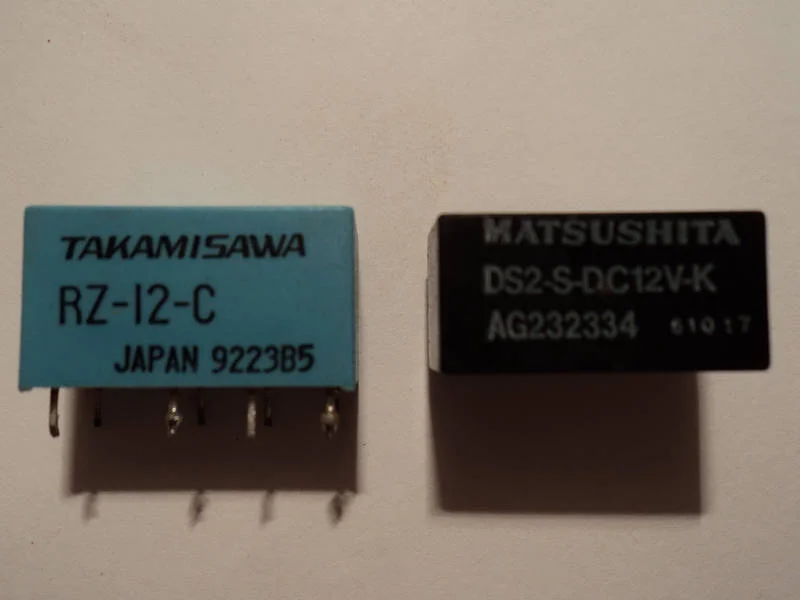 TAKAMISAWA
RZ-12-C
JAPAN 9223B5
MATSUSHITA
DS2-S-DC12V-K
AG232334 61017